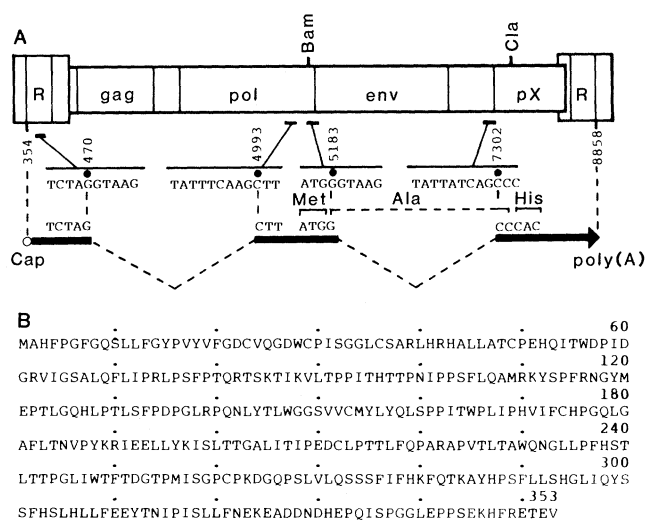 A
Bam
Cla
R gag pol env pX R
354 470 4993 5183 7302 8858
TCTAGGTAAG TATTTCAAGCTT ATGGGTAAG TATTATCAGCCC
Met Ala His
TCTAG CTT ATGG CCCAC
Cap poly(A)
B
60
MAHFPGFGQSLLFGYPVYVFGDCVQGDWCPISGGLCSARLHRHALLATCPEHQITWDPID
120
GRVIGSALQFLIPRLPSFPTQRTSKTIKVLTPPITHTTPNIPPSFLQAMRKYSPFRNGYM
180
EPTLGQHLPTLSFPDPGLRPQNLYTLWGGSVVCMYLYQLSPPITWPLIPHVIFCHPGQLG
240
AFLTNVPYKRIEELLYKISLTTGALITIPEDCLPTTLFQPARAPVTLTAWQNGLLPFHST
300
LTTPGLIWTFTDGTPMISGPCPKDGQPSLVLQSSSFIFHKFQTKAYHPSFLLSHGLIQYS
353
SFHSLHLLFEEYTNIPISLLFNEKEADDNDHEPQISPGGLEPPSEKHFRETEV